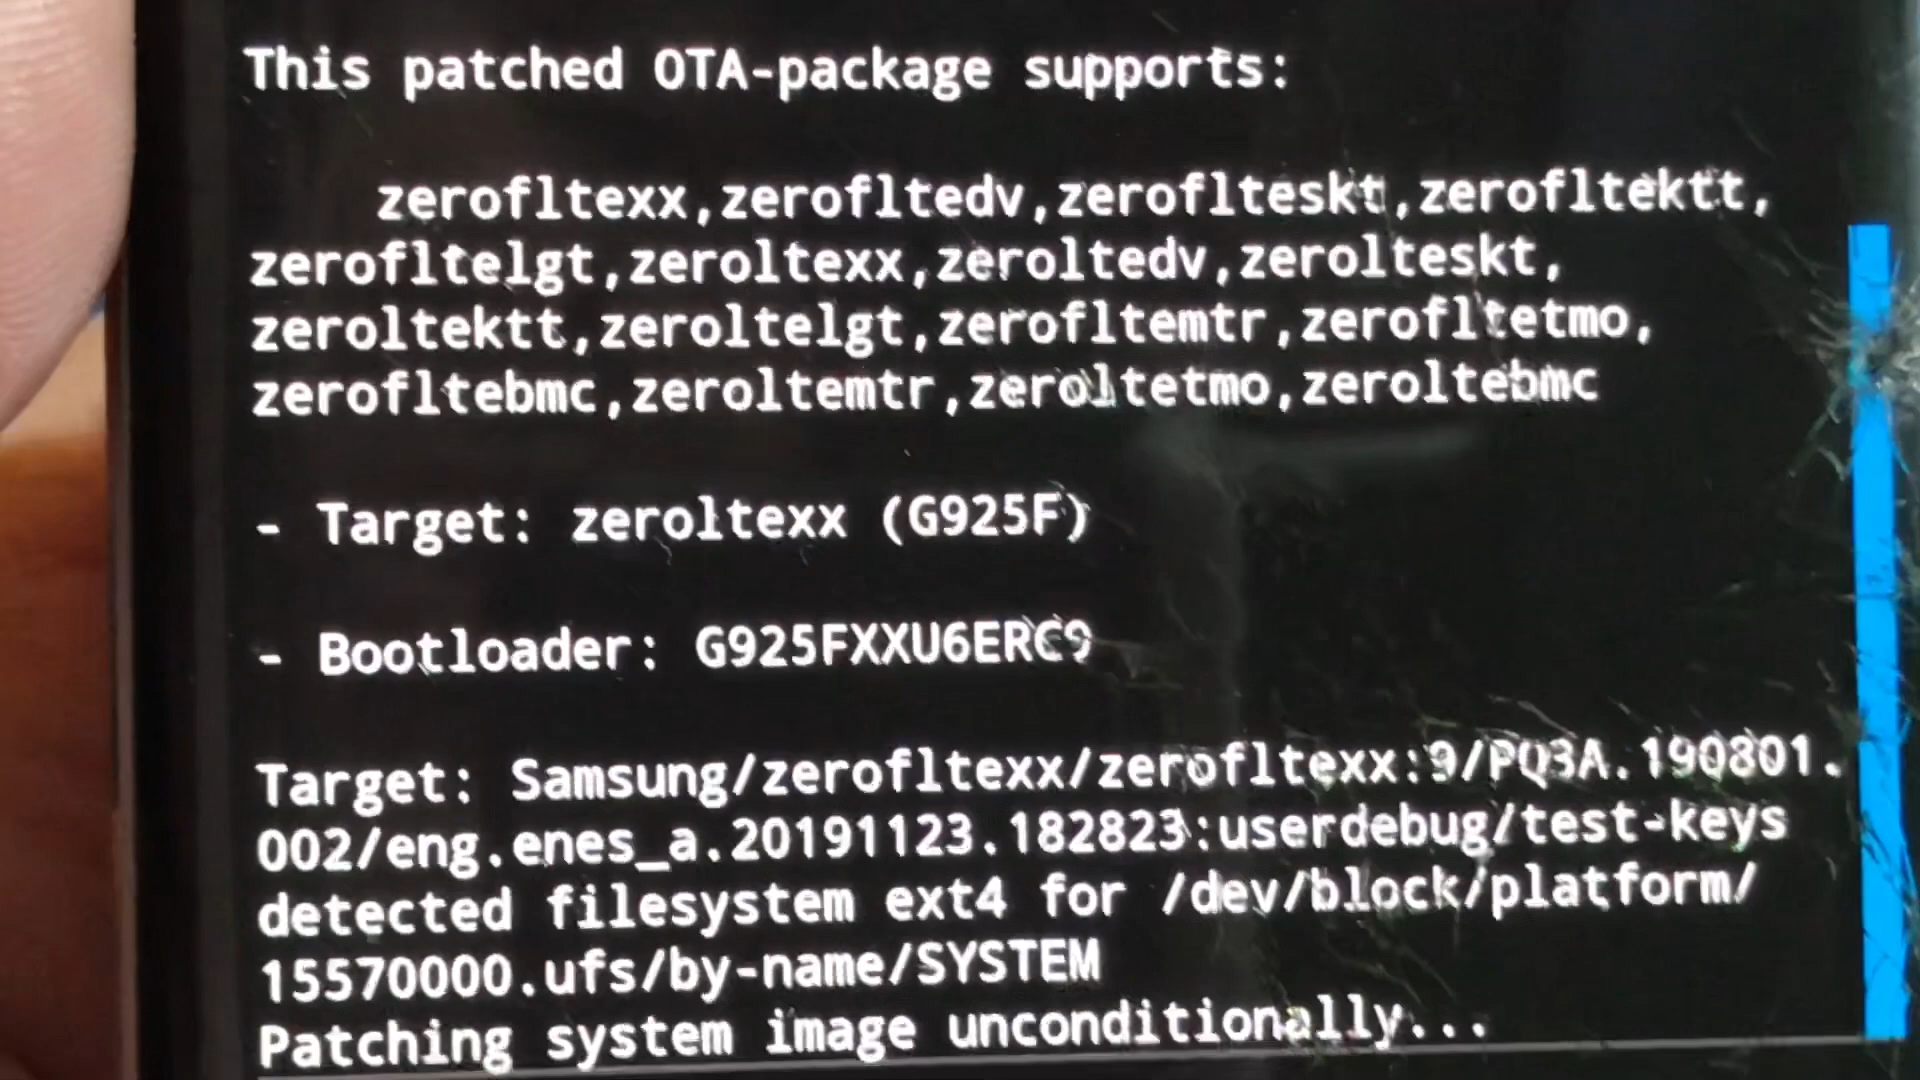 This patched OTA-package supports:
zerofltexx,zerofltedv,zeroflteskt,zerofltektt,
zerofltelgt,zeroltexx,zeroltedv,zerolteskt,
zeroltektt,zeroltelgt,zerofltemtr,zerofltetmo,
zerofltebmc,zeroltemtr,zeroltetmo,zeroltebmc
- Target: zeroltexx (G925F)
- Bootloader: G925FXXU6ERC9
Target: Samsung/zerofltexx/zerofltexx:9/PQ3A.190801.
002/eng.enes_a.20191123.182823:userdebug/test-keys
detected filesystem ext4 for /dev/block/platform/
15570000.ufs/by-name/SYSTEM
Patching system image unconditionally...